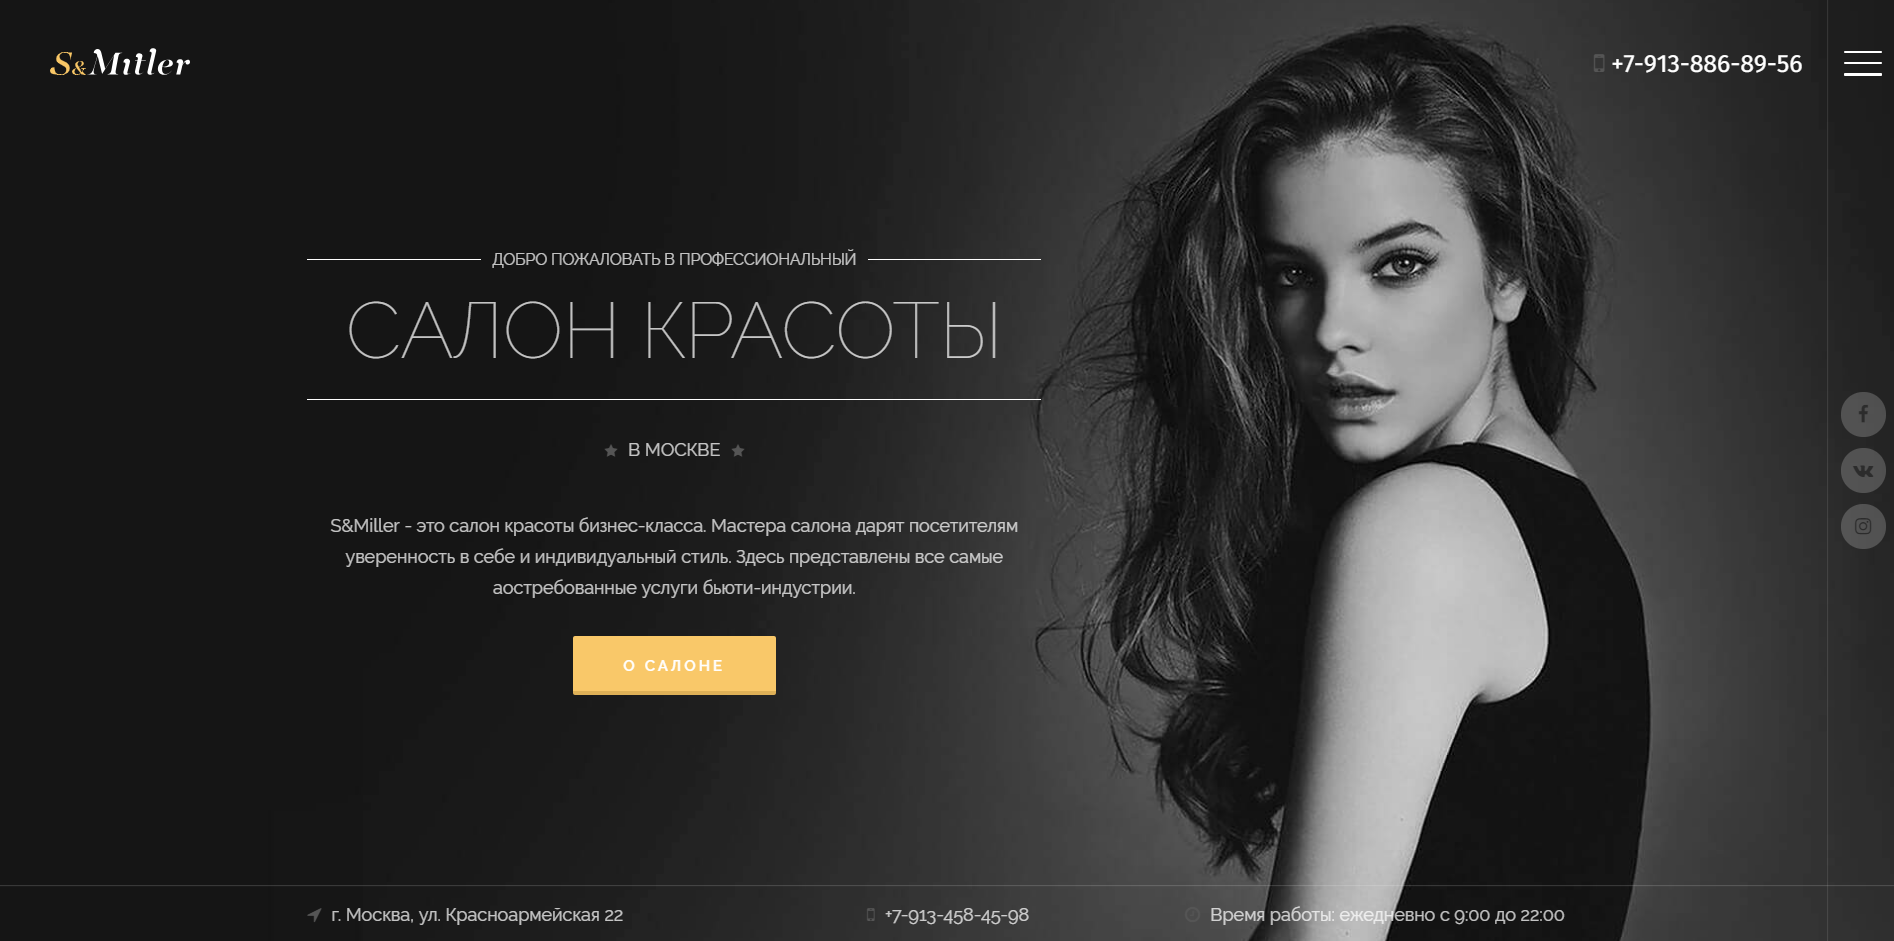 S&Mitler
+7-913-886-89-56
ДОБРО ПОЖАЛОВАТЬ В ПРОФЕССИОНАЛЬНЫЙ
САЛОН КРАСОТЫ
В МОСКВЕ
S&Miller - это салон красоты бизнес-класса. Мастера салона дарят посетителям
уверенность в себе и индивидуальный стиль. Здесь представлены все самые
аостребованные услуги бьюти-индустрии.
О САЛОНЕ
г. Москва, ул. Красноармейская 22
+7-913-458-45-98
Время работы: ежедневно с 9:00 до 22:00